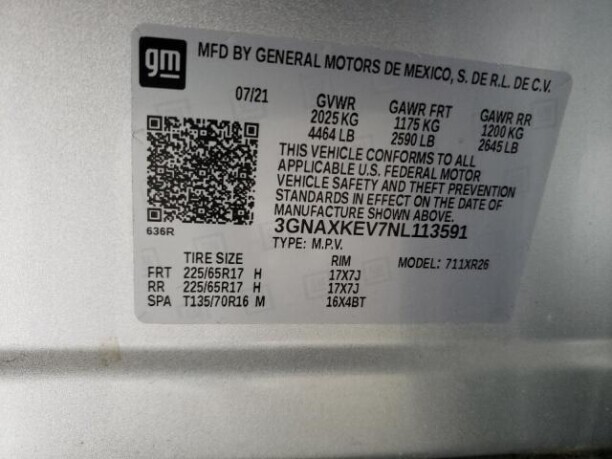 gm
MFD BY GENERAL MOTORS DE MEXICO, S. DE R.L. DE C.V.
07/21 GVWR GAWR FRT GAWR RR
2025 KG 1175 KG 1200 KG
4464 LB 2590 LB 2645 LB
THIS VEHICLE CONFORMS TO ALL
APPLICABLE U.S. FEDERAL MOTOR
VEHICLE SAFETY AND THEFT PREVENTION
STANDARDS IN EFFECT ON THE DATE OF
MANUFACTURE SHOWN ABOVE.
636R 3GNAXKEV7NL113591
TYPE: M.P.V. MODEL: 711XR26
TIRE SIZE RIM
FRT 225/65R17 H 17X7J
RR 225/65R17 H 17X7J
SPA T135/70R16 M 16X4BT